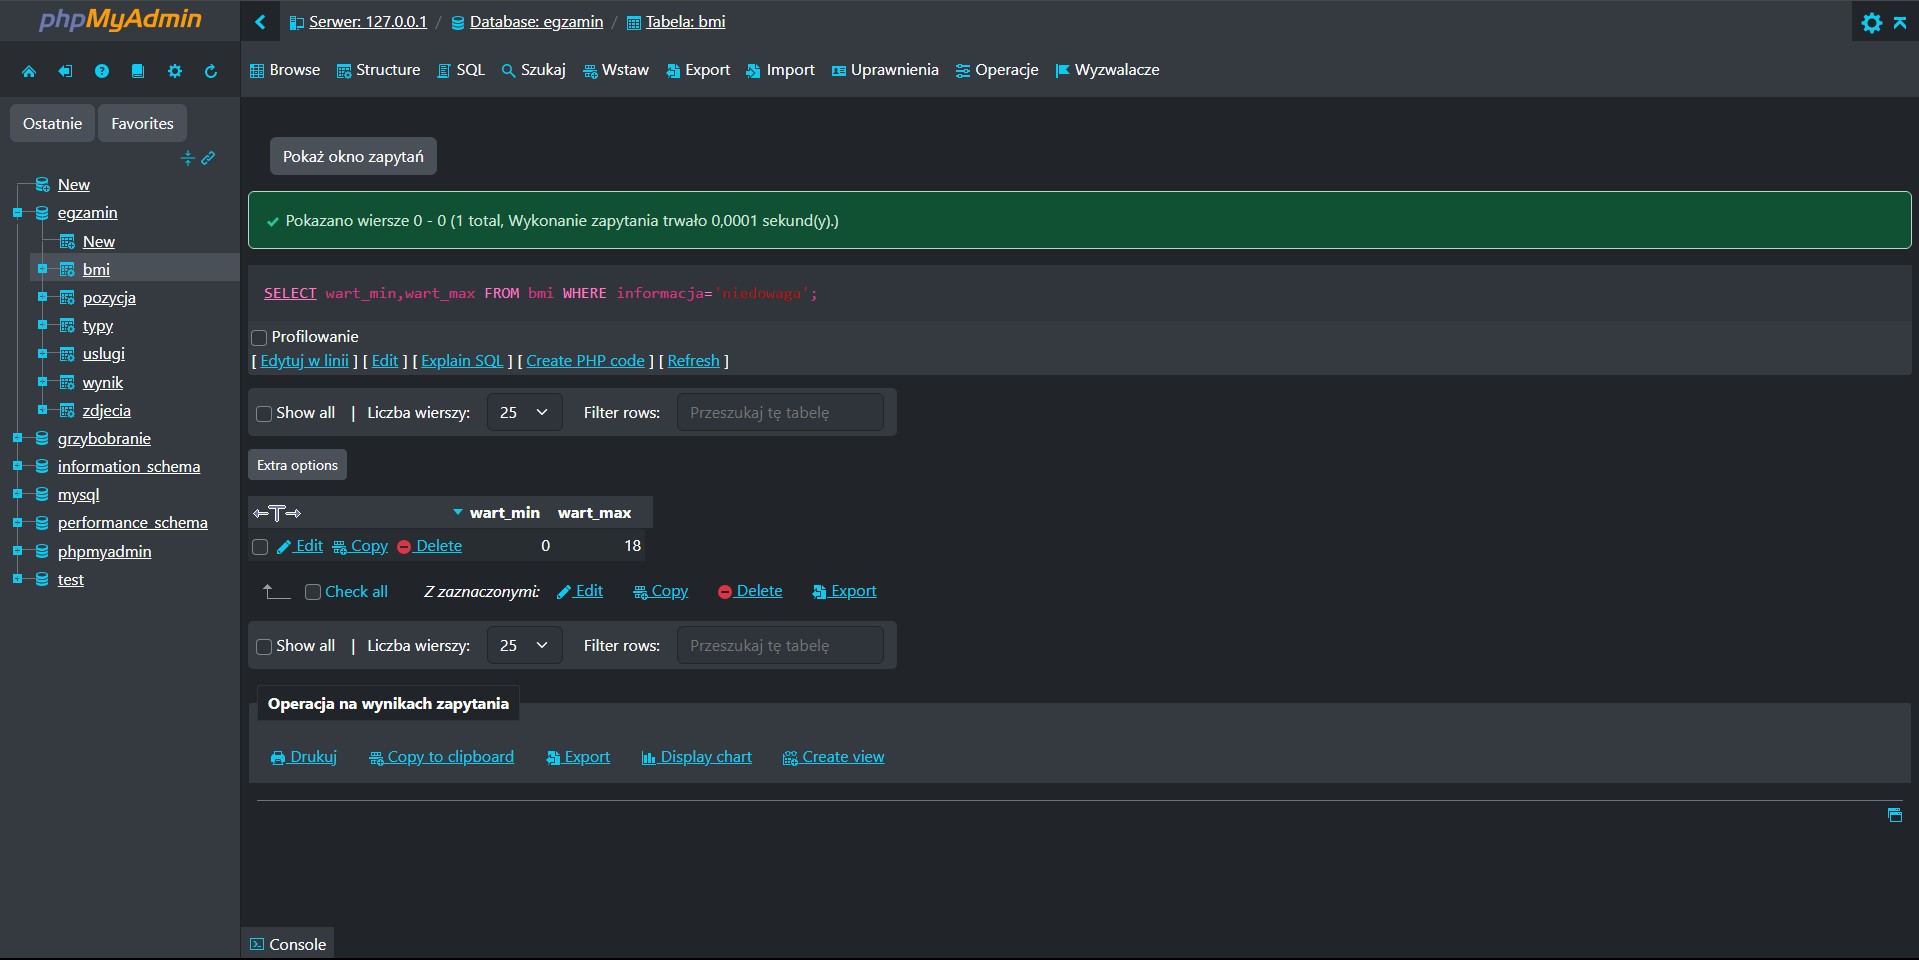 phpMyAdmin
Serwer: 127.0.0.1 / Database: egzamin / Tabela: bmi
Browse Structure SQL Szukaj Wstaw Export Import Uprawnienia Operacje Wyzwalacze
Ostatnie Favorites
New
egzamin
New
bmi
pozycja
typy
uslugi
wynik
zdjecia
grzybobranie
information_schema
mysql
performance_schema
phpmyadmin
test
Pokaż okno zapytań
Pokazano wiersze 0 - 0 (1 total, Wykonanie zapytania trwało 0,0001 sekund(y).)
SELECT wart_min,wart_max FROM bmi WHERE informacja='niedowaga';
Profilowanie
[ Edytuj w linii ] [ Edit ] [ Explain SQL ] [ Create PHP code ] [ Refresh ]
Show all | Liczba wierszy: 25 Filter rows: Przeszukaj tę tabelę
Extra options
←T→ wart_min wart_max
Edit Copy Delete 0 18
Check all Z zaznaczonymi: Edit Copy Delete Export
Show all | Liczba wierszy: 25 Filter rows: Przeszukaj tę tabelę
Operacja na wynikach zapytania
Drukuj Copy to clipboard Export Display chart Create view
Console